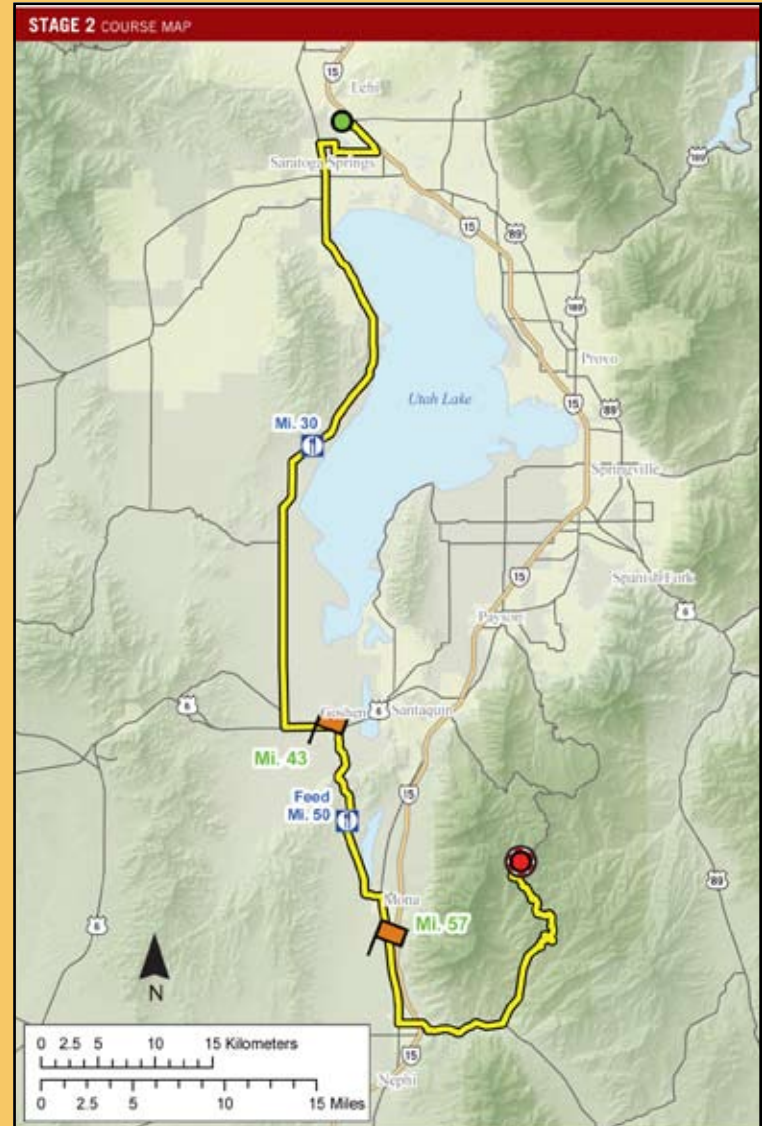 STAGE 2 COURSE MAP
15
Lehi
Saratoga Springs
189
15
89
189
Provo
Utah Lake
15
89
Mi. 30
Springville
15
Spanish Fork
6
Payson
6
Goshen
6
Santaquin
Mi. 43
15
Feed
Mi. 50
89
Mona
Mi. 57
6
N
15
Nephi
0 2.5 5 10 15 Kilometers
0 2.5 5 10 15 Miles